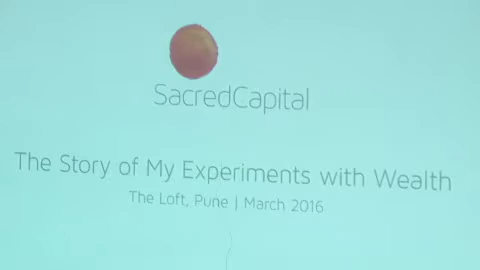 SacredCapital
The Story of My Experiments with Wealth
The Loft, Pune | March 2016